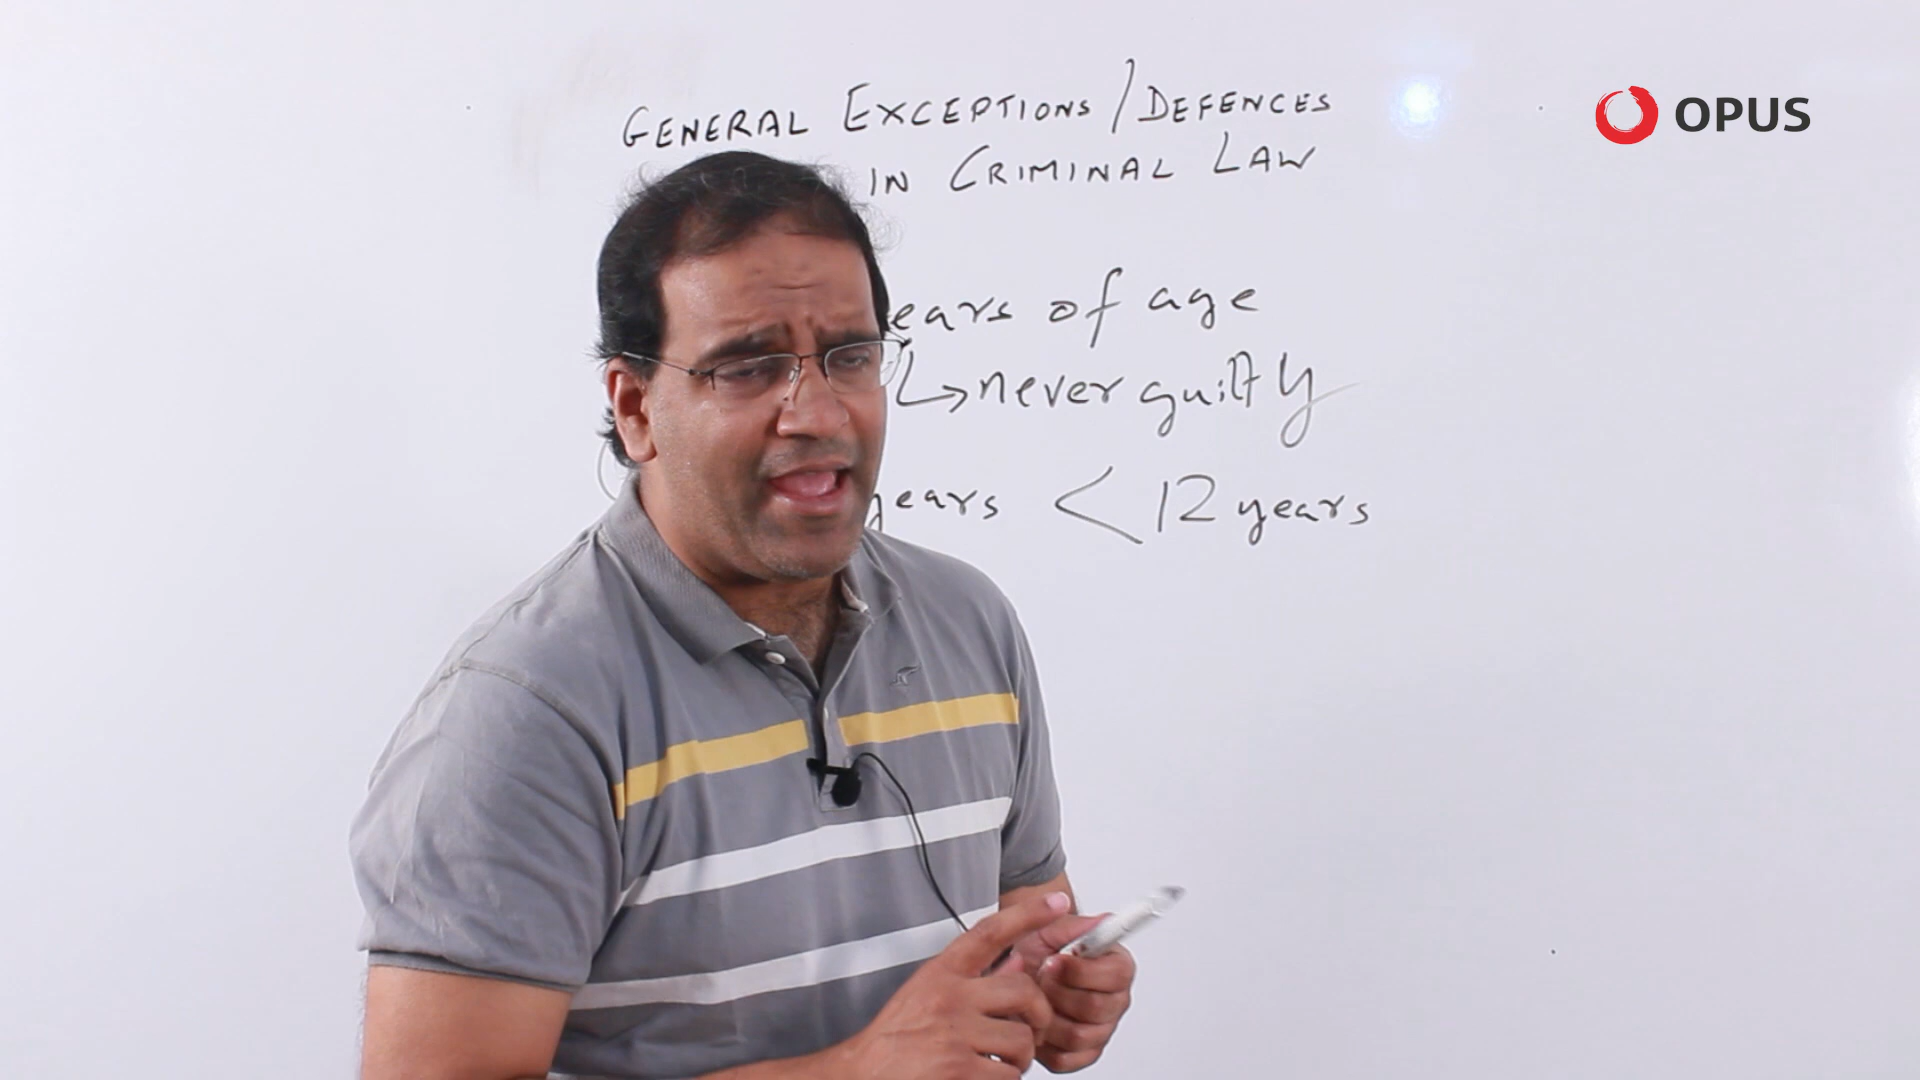 GENERAL EXCEPTIONS / DEFENCES
IN CRIMINAL LAW
OPUS
ears of age
↳ never guilty
years < 12 years